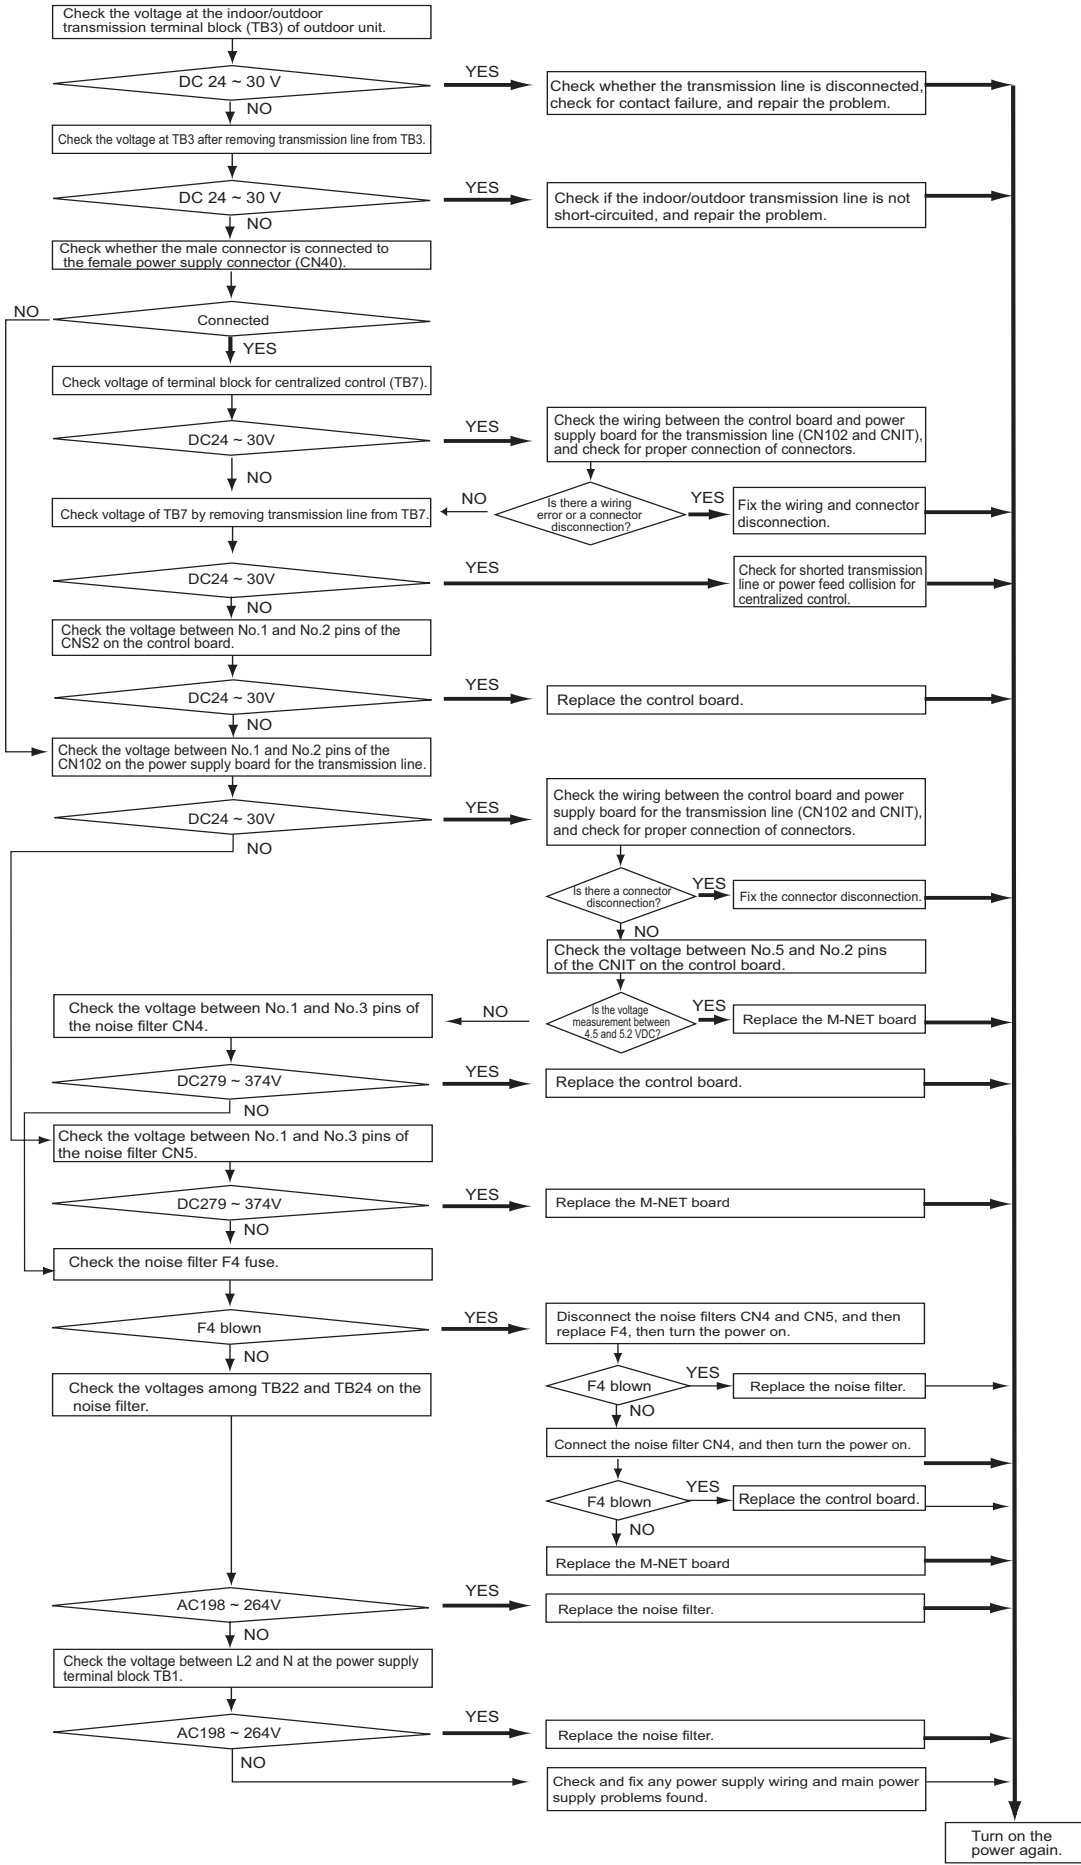 Check the voltage at the indoor/outdoor
transmission terminal block (TB3) of outdoor unit.
DC 24 ~ 30 V
YES
Check whether the transmission line is disconnected,
check for contact failure, and repair the problem.
NO
Check the voltage at TB3 after removing transmission line from TB3.
DC 24 ~ 30 V
YES
Check if the indoor/outdoor transmission line is not
short-circuited, and repair the problem.
NO
Check whether the male connector is connected to
the female power supply connector (CN40).
NO
Connected
YES
Check voltage of terminal block for centralized control (TB7).
DC24 ~ 30V
YES
Check the wiring between the control board and power
supply board for the transmission line (CN102 and CNIT),
and check for proper connection of connectors.
NO
Check voltage of TB7 by removing transmission line from TB7.
NO
Is there a wiring
error or a connector
disconnection?
YES
Fix the wiring and connector
disconnection.
DC24 ~ 30V
YES
Check for shorted transmission
line or power feed collision for
centralized control.
NO
Check the voltage between No.1 and No.2 pins of the
CNS2 on the control board.
DC24 ~ 30V
YES
Replace the control board.
NO
Check the voltage between No.1 and No.2 pins of the
CN102 on the power supply board for the transmission line.
DC24 ~ 30V
YES
Check the wiring between the control board and power
supply board for the transmission line (CN102 and CNIT),
and check for proper connection of connectors.
NO
Is there a connector
disconnection?
YES
Fix the connector disconnection.
NO
Check the voltage between No.5 and No.2 pins
of the CNIT on the control board.
Check the voltage between No.1 and No.3 pins of
the noise filter CN4.
NO
Is the voltage
measurement between
4.5 and 5.2 VDC?
YES
Replace the M-NET board
DC279 ~ 374V
YES
Replace the control board.
NO
Check the voltage between No.1 and No.3 pins of
the noise filter CN5.
DC279 ~ 374V
YES
Replace the M-NET board
NO
Check the noise filter F4 fuse.
F4 blown
YES
Disconnect the noise filters CN4 and CN5, and then
replace F4, then turn the power on.
NO
Check the voltages among TB22 and TB24 on the
noise filter.
F4 blown
YES
Replace the noise filter.
NO
Connect the noise filter CN4, and then turn the power on.
F4 blown
YES
Replace the control board.
NO
Replace the M-NET board
AC198 ~ 264V
YES
Replace the noise filter.
NO
Check the voltage between L2 and N at the power supply
terminal block TB1.
AC198 ~ 264V
YES
Replace the noise filter.
NO
Check and fix any power supply wiring and main power
supply problems found.
Turn on the
power again.